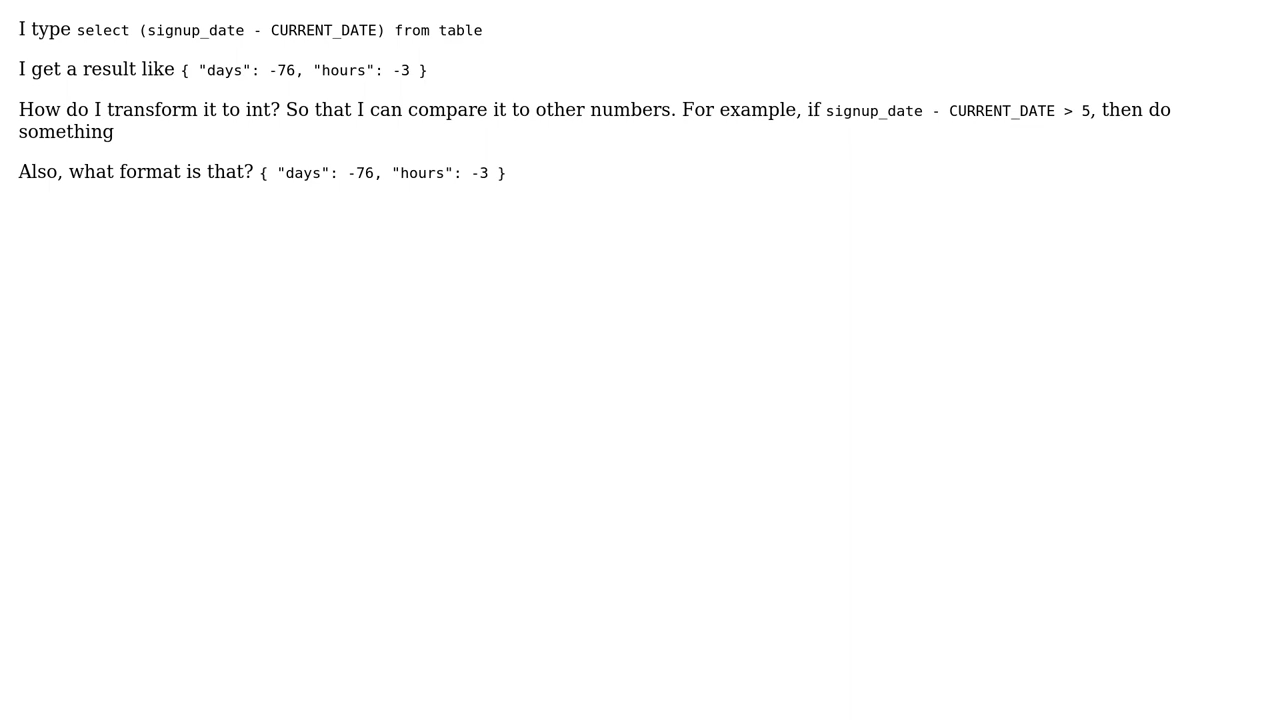 I type select (signup_date - CURRENT_DATE) from table
I get a result like { "days": -76, "hours": -3 }
How do I transform it to int? So that I can compare it to other numbers. For example, if signup_date - CURRENT_DATE > 5, then do
something
Also, what format is that? { "days": -76, "hours": -3 }